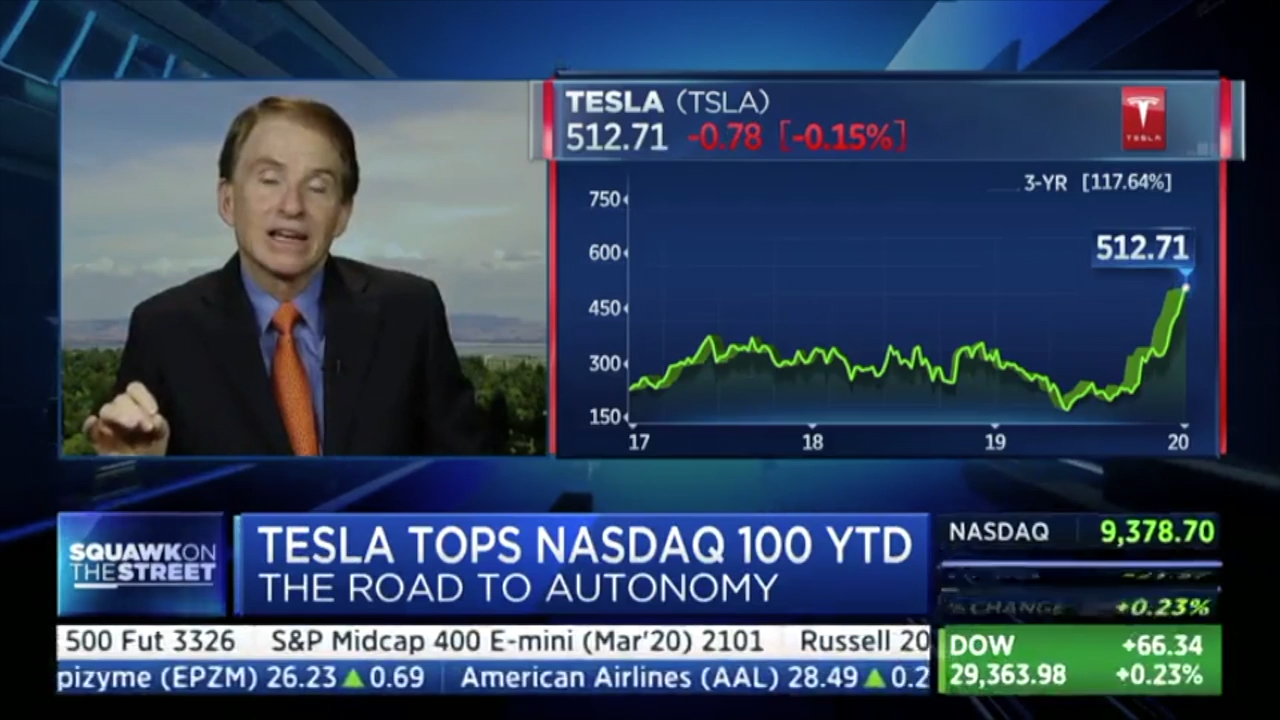 TESLA (TSLA)
512.71 -0.78 [-0.15%]
TESLA
3-YR [117.64%]
750
600
450
300
150
512.71
17 18 19 20
SQUAWK ON
THE STREET
TESLA TOPS NASDAQ 100 YTD
THE ROAD TO AUTONOMY
NASDAQ 9,378.70
% CHANGE +0.23%
DOW +66.34
29,363.98 +0.23%
500 Fut 3326 S&P Midcap 400 E-mini (Mar'20) 2101 Russell 20
pizyme (EPZM) 26.23 ▲ 0.69 American Airlines (AAL) 28.49 ▲ 0.2